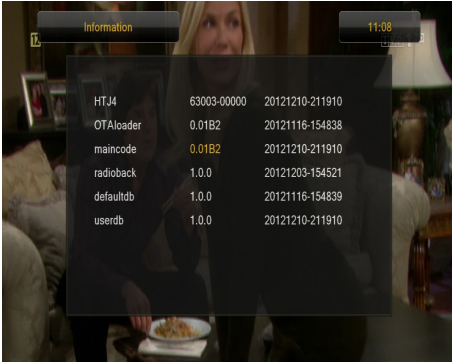 Information
11:08
HTJ4 63003-00000 20121210-211910
OTAloader 0.01B2 20121116-154838
maincode 0.01B2 20121210-211910
radioback 1.0.0 20121203-154521
defaultdb 1.0.0 20121116-154839
userdb 1.0.0 20121210-211910